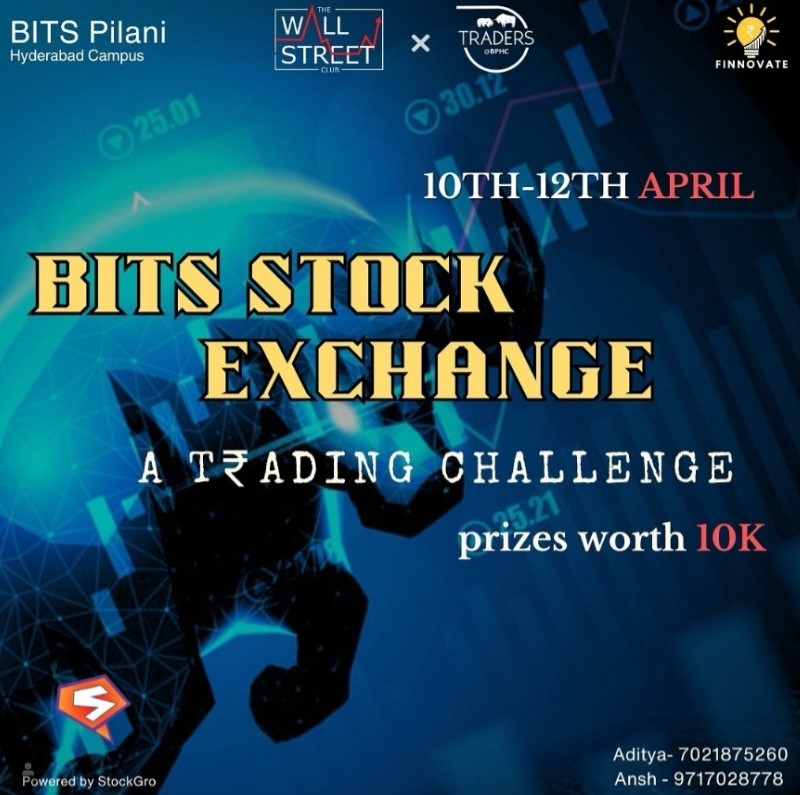 BITS Pilani
Hyderabad Campus
THE
WALL
STREET
CLUB
×
TRADERS
@BPHC
FINNOVATE
25.01
30.12
10TH-12TH APRIL
BITS STOCK
EXCHANGE
A T₹ADING CHALLENGE
25.21
prizes worth 10K
S
Powered by StockGro
Aditya- 7021875260
Ansh - 9717028778